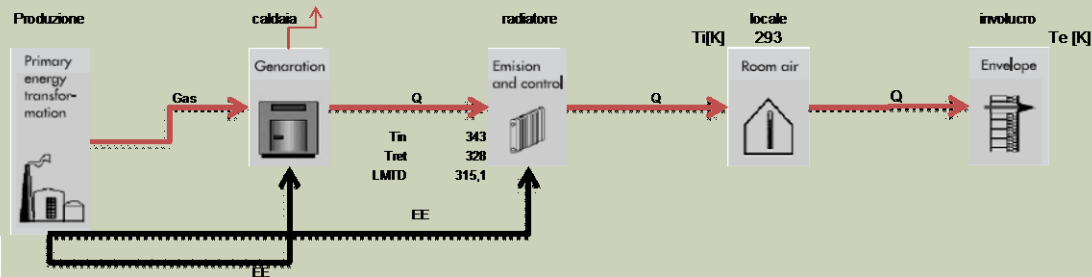 Produzione
caldaia
radiatore
locale
involucro
Ti[K] 293
Te [K]
Primary
energy
transfor-
mation
Genaration
Emision
and control
Room air
Envelope
Gas
Q
Q
Q
Tin 343
Tret 328
LMTD 315,1
EE
EE